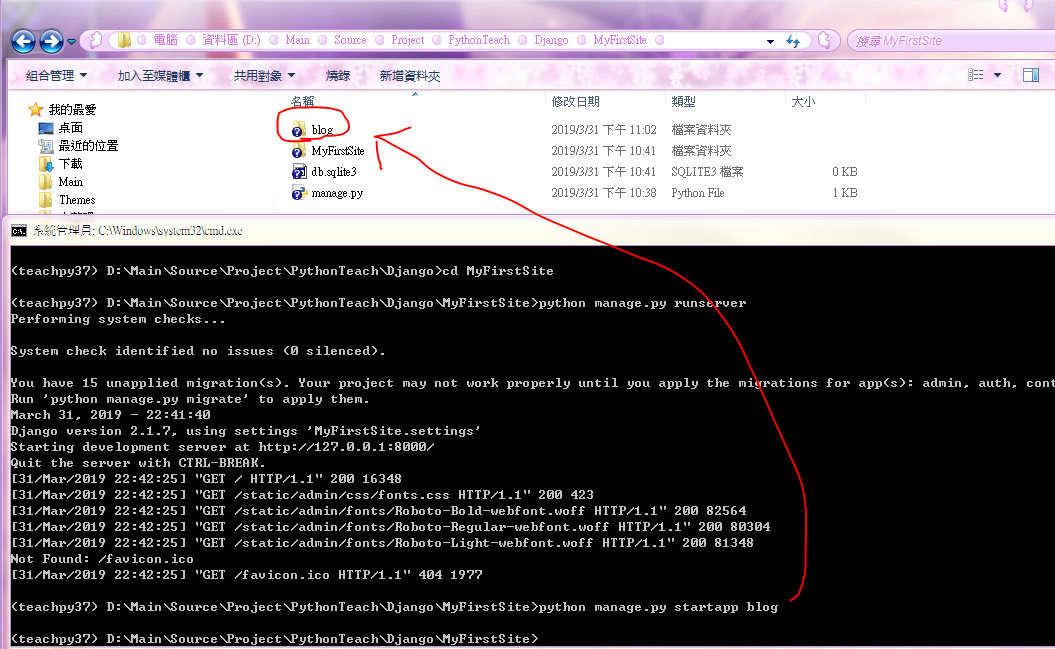 電腦 資料區 (D:) Main Source Project PythonTeach Django MyFirstSite 搜尋 MyFirstSite
組合管理 加入至媒體櫃 共用對象 燒錄 新增資料夾
名稱 修改日期 類型 大小
我的最愛
桌面
最近的位置
下載
Main
Themes
blog 2019/3/31 下午 11:02 檔案資料夾
MyFirstSite 2019/3/31 下午 10:41 檔案資料夾
db.sqlite3 2019/3/31 下午 10:41 SQLITE3 檔案 0 KB
manage.py 2019/3/31 下午 10:38 Python File 1 KB
系統管理員: C:\Windows\system32\cmd.exe
(teachpy37) D:\Main\Source\Project\PythonTeach\Django>cd MyFirstSite
(teachpy37) D:\Main\Source\Project\PythonTeach\Django\MyFirstSite>python manage.py runserver
Performing system checks...
System check identified no issues (0 silenced).
You have 15 unapplied migration(s). Your project may not work properly until you apply the migrations for app(s): admin, auth, cont
Run 'python manage.py migrate' to apply them.
March 31, 2019 - 22:41:40
Django version 2.1.7, using settings 'MyFirstSite.settings'
Starting development server at http://127.0.0.1:8000/
Quit the server with CTRL-BREAK.
[31/Mar/2019 22:42:25] "GET / HTTP/1.1" 200 16348
[31/Mar/2019 22:42:25] "GET /static/admin/css/fonts.css HTTP/1.1" 200 423
[31/Mar/2019 22:42:25] "GET /static/admin/fonts/Roboto-Bold-webfont.woff HTTP/1.1" 200 82564
[31/Mar/2019 22:42:25] "GET /static/admin/fonts/Roboto-Regular-webfont.woff HTTP/1.1" 200 80304
[31/Mar/2019 22:42:25] "GET /static/admin/fonts/Roboto-Light-webfont.woff HTTP/1.1" 200 81348
Not Found: /favicon.ico
[31/Mar/2019 22:42:25] "GET /favicon.ico HTTP/1.1" 404 1977
(teachpy37) D:\Main\Source\Project\PythonTeach\Django\MyFirstSite>python manage.py startapp blog
(teachpy37) D:\Main\Source\Project\PythonTeach\Django\MyFirstSite>